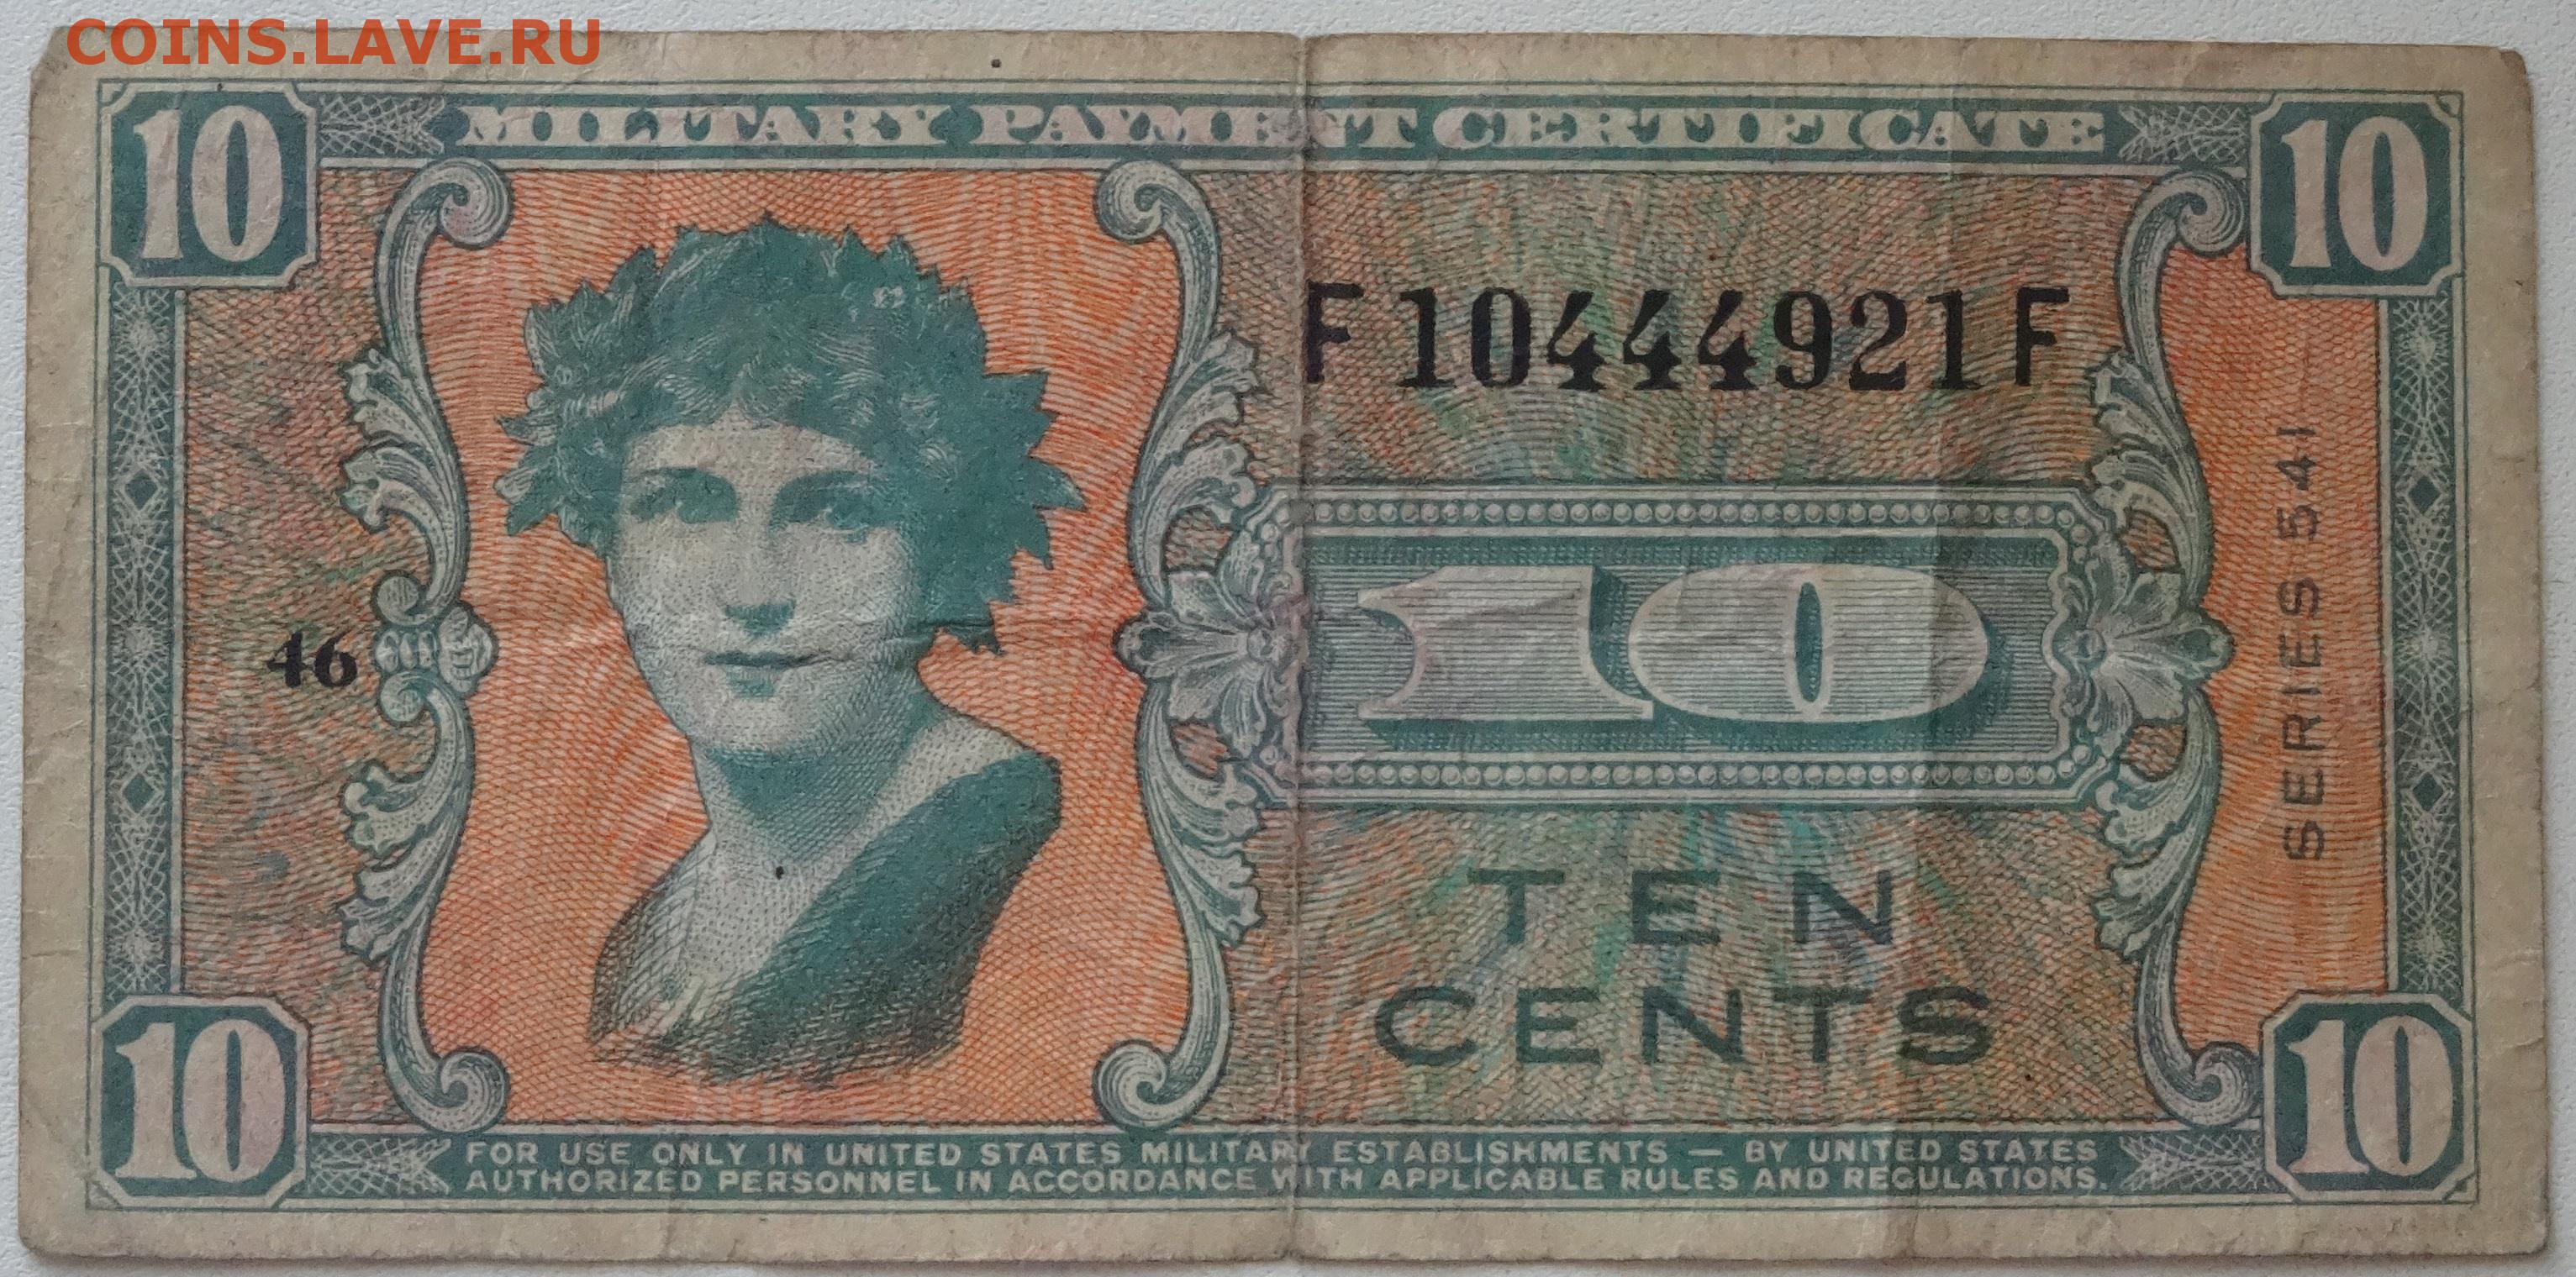 COINS.LAVE.RU
10 MILITARY PAYMENT CERTIFICATE 10
F10444921F
46
10
SERIES 541
TEN
CENTS
10 FOR USE ONLY IN UNITED STATES MILITARY ESTABLISHMENTS — BY UNITED STATES 10
AUTHORIZED PERSONNEL IN ACCORDANCE WITH APPLICABLE RULES AND REGULATIONS.